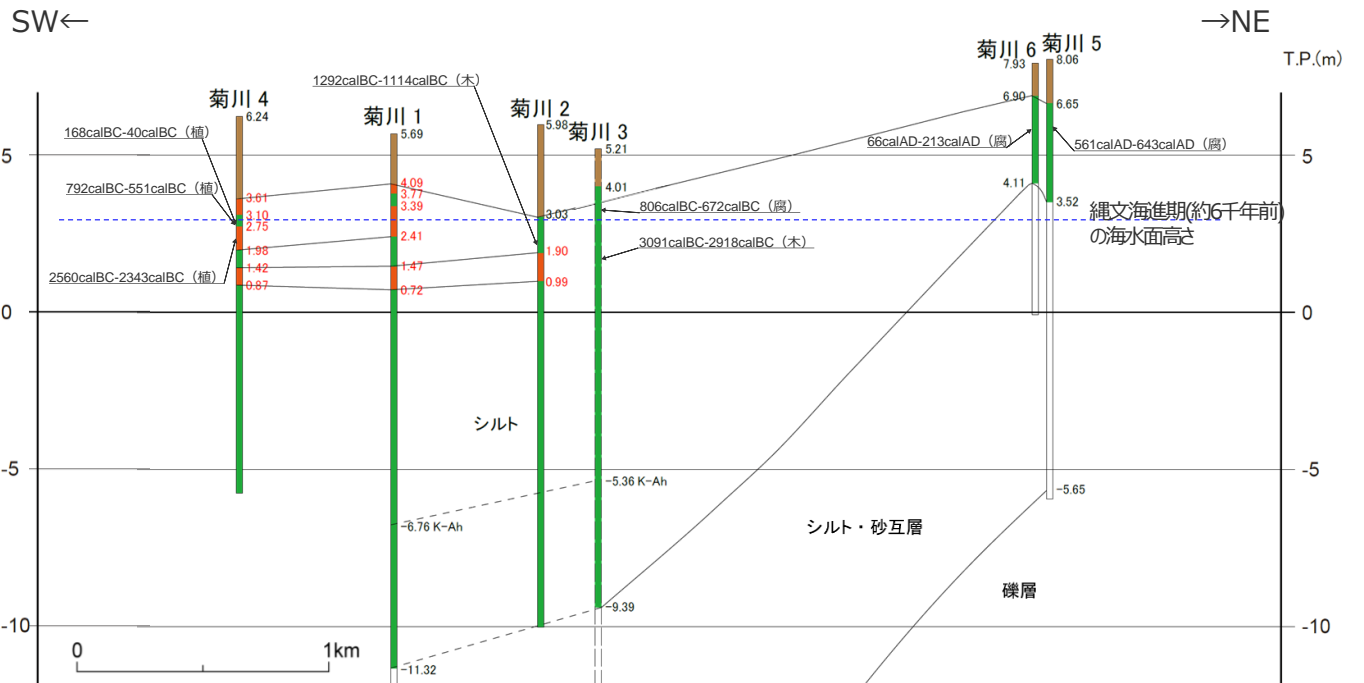 SW← →NE
T.P.(m)
菊川 6 菊川 5
7.93 8.06
6.90 6.65
66calAD-213calAD（腐）
561calAD-643calAD（腐）
4.11
3.52
-5.65
1292calBC-1114calBC（木）
菊川 4
6.24
168calBC-40calBC（植）
792calBC-551calBC（植）
2560calBC-2343calBC（植）
3.61
3.10
2.75
1.98
1.42
0.87
菊川 1
5.69
4.09
3.77
3.39
2.41
1.47
0.72
-6.76 K-Ah
-11.32
菊川 2
5.98
3.03
1.90
0.99
菊川 3
5.21
4.01
806calBC-672calBC（腐）
3091calBC-2918calBC（木）
-5.36 K-Ah
-9.39
縄文海進期(約6千年前)
の海水面高さ
シルト
シルト・砂互層
礫層
5 5
0 0
-5 -5
-10 -10
0 1km